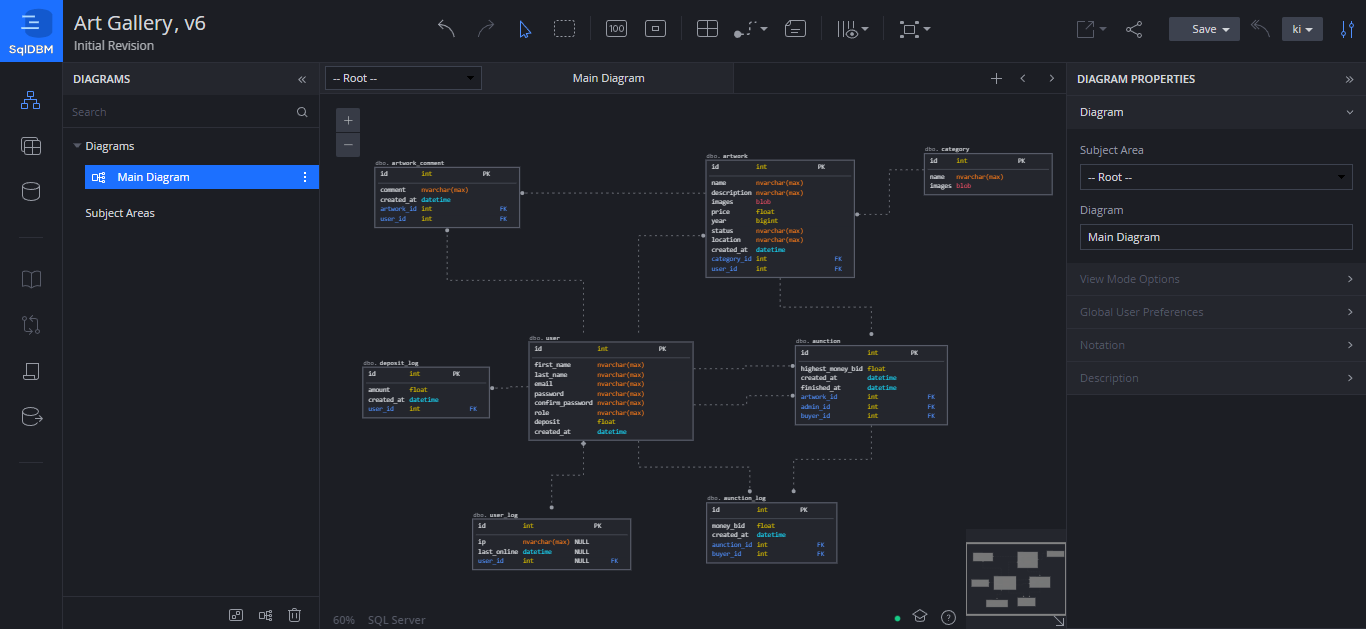 SqlDBM
Art Gallery, v6
Initial Revision
100
Save
ki
DIAGRAMS
Search
Diagrams
Main Diagram
Subject Areas
-- Root --
Main Diagram
dbo. artwork_comment
id int PK
comment nvarchar(max)
created_at datetime
artwork_id int FK
user_id int FK
dbo. artwork
id int PK
name nvarchar(max)
description nvarchar(max)
images blob
price float
year bigint
status nvarchar(max)
location nvarchar(max)
created_at datetime
category_id int FK
user_id int FK
dbo. category
id int PK
name nvarchar(max)
images blob
dbo. deposit_log
id int PK
amount float
created_at datetime
user_id int FK
dbo. user
id int PK
first_name nvarchar(max)
last_name nvarchar(max)
email nvarchar(max)
password nvarchar(max)
confirm_password nvarchar(max)
role nvarchar(max)
deposit float
created_at datetime
dbo. aunction
id int PK
highest_money_bid float
created_at datetime
finished_at datetime
artwork_id int FK
admin_id int FK
buyer_id int FK
dbo. user_log
id int PK
ip nvarchar(max) NULL
last_online datetime NULL
user_id int NULL FK
dbo. aunction_log
id int PK
money_bid float
created_at datetime
aunction_id int FK
buyer_id int FK
60% SQL Server
DIAGRAM PROPERTIES
Diagram
Subject Area
-- Root --
Diagram
Main Diagram
View Mode Options
Global User Preferences
Notation
Description